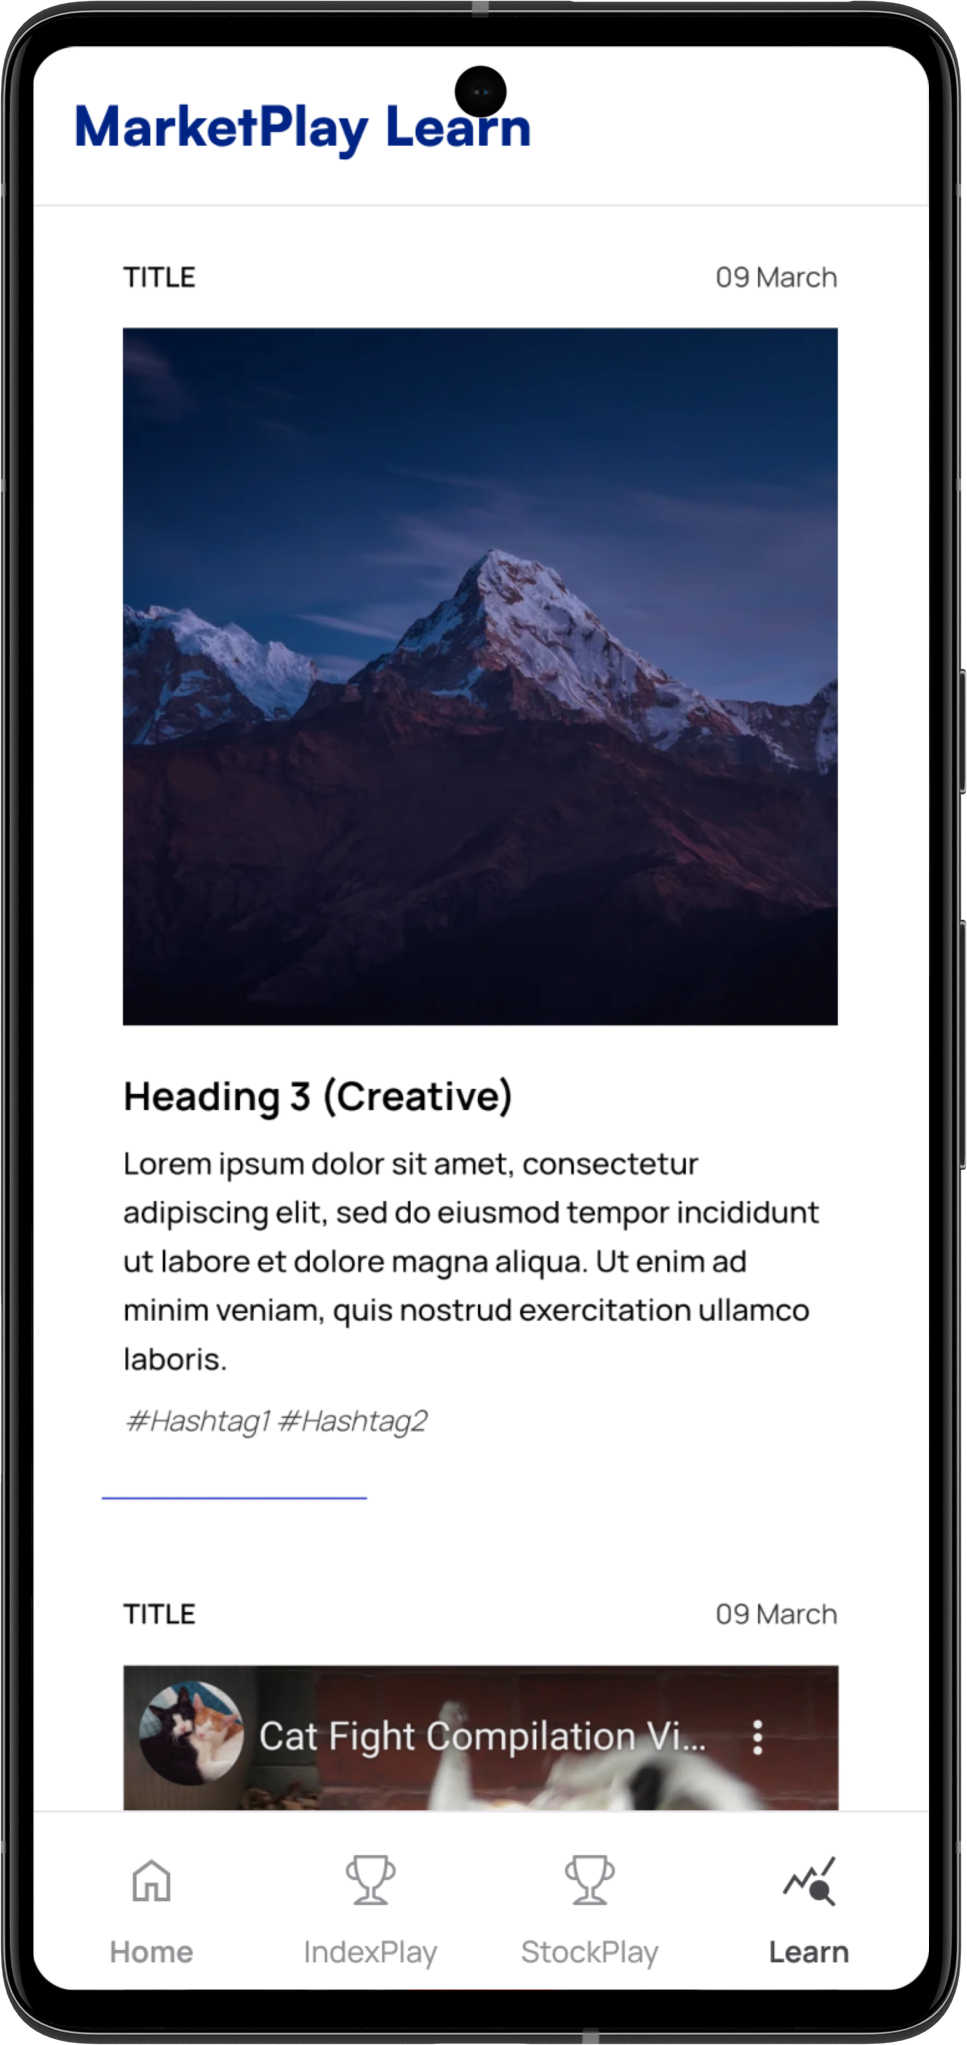 MarketPlay Learn
TITLE 09 March
Heading 3 (Creative)
Lorem ipsum dolor sit amet, consectetur
adipiscing elit, sed do eiusmod tempor incididunt
ut labore et dolore magna aliqua. Ut enim ad
minim veniam, quis nostrud exercitation ullamco
laboris.
#Hashtag1 #Hashtag2
TITLE 09 March
Cat Fight Compilation Vi...
Home IndexPlay StockPlay Learn